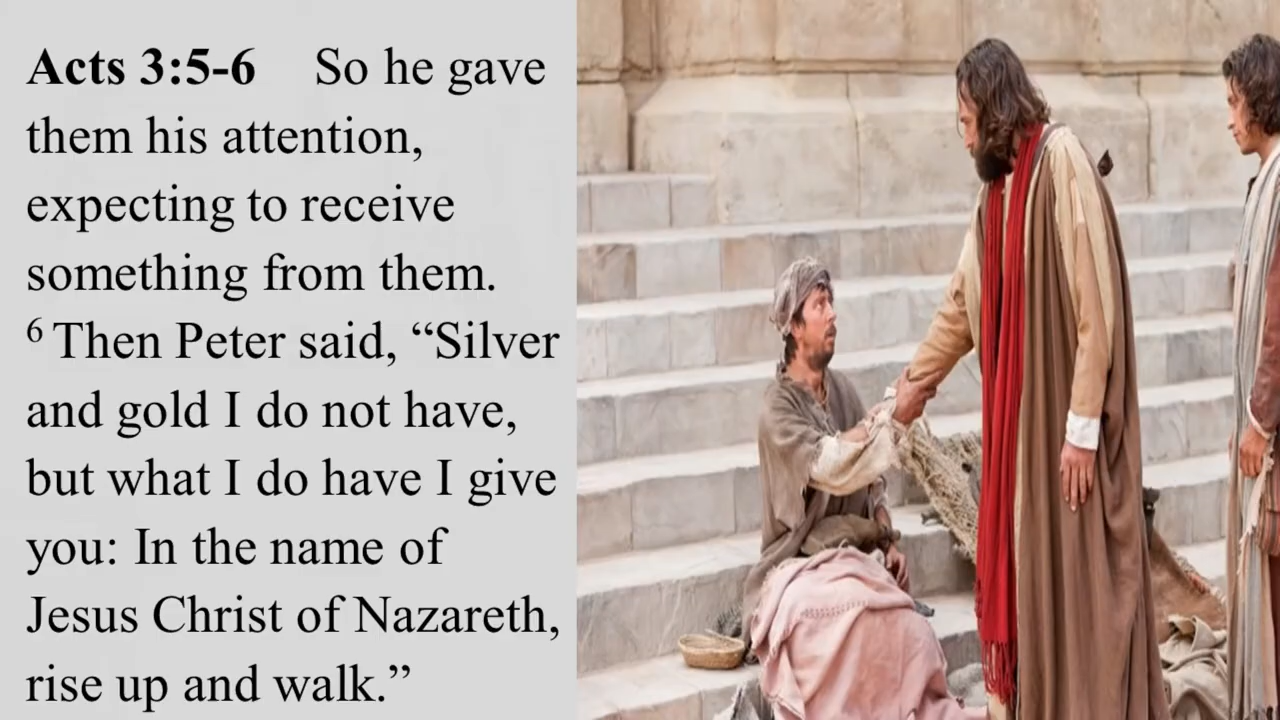 Acts 3:5-6 So he gave
them his attention,
expecting to receive
something from them.
6 Then Peter said, “Silver
and gold I do not have,
but what I do have I give
you: In the name of
Jesus Christ of Nazareth,
rise up and walk.”